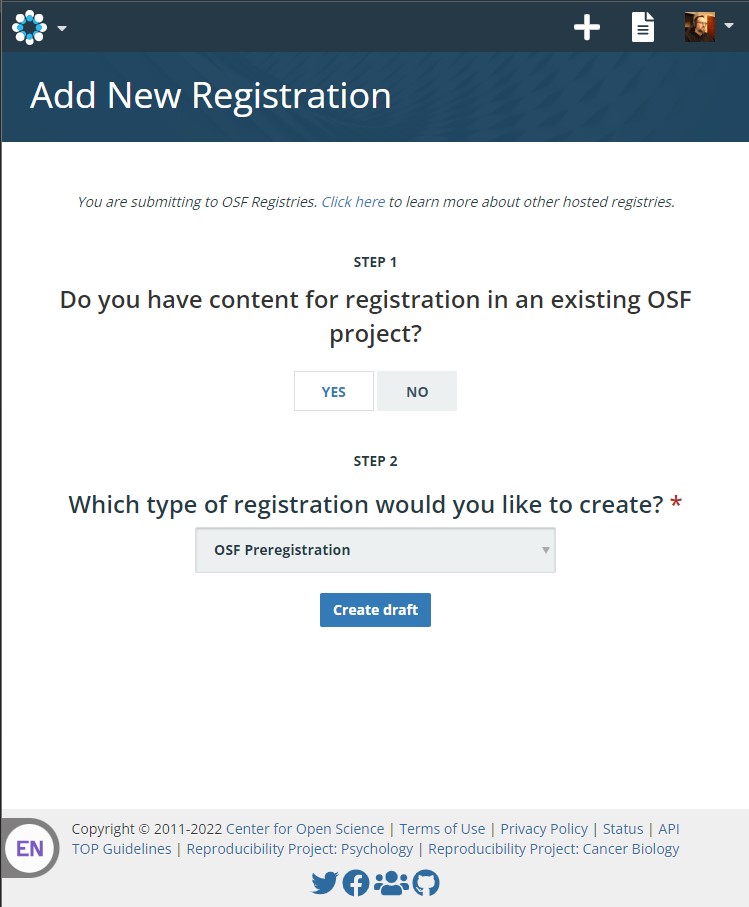 Add New Registration
You are submitting to OSF Registries. Click here to learn more about other hosted registries.
STEP 1
Do you have content for registration in an existing OSF
project?
YES NO
STEP 2
Which type of registration would you like to create? *
OSF Preregistration
Create draft
Copyright © 2011-2022 Center for Open Science | Terms of Use | Privacy Policy | Status | API
TOP Guidelines | Reproducibility Project: Psychology | Reproducibility Project: Cancer Biology
EN